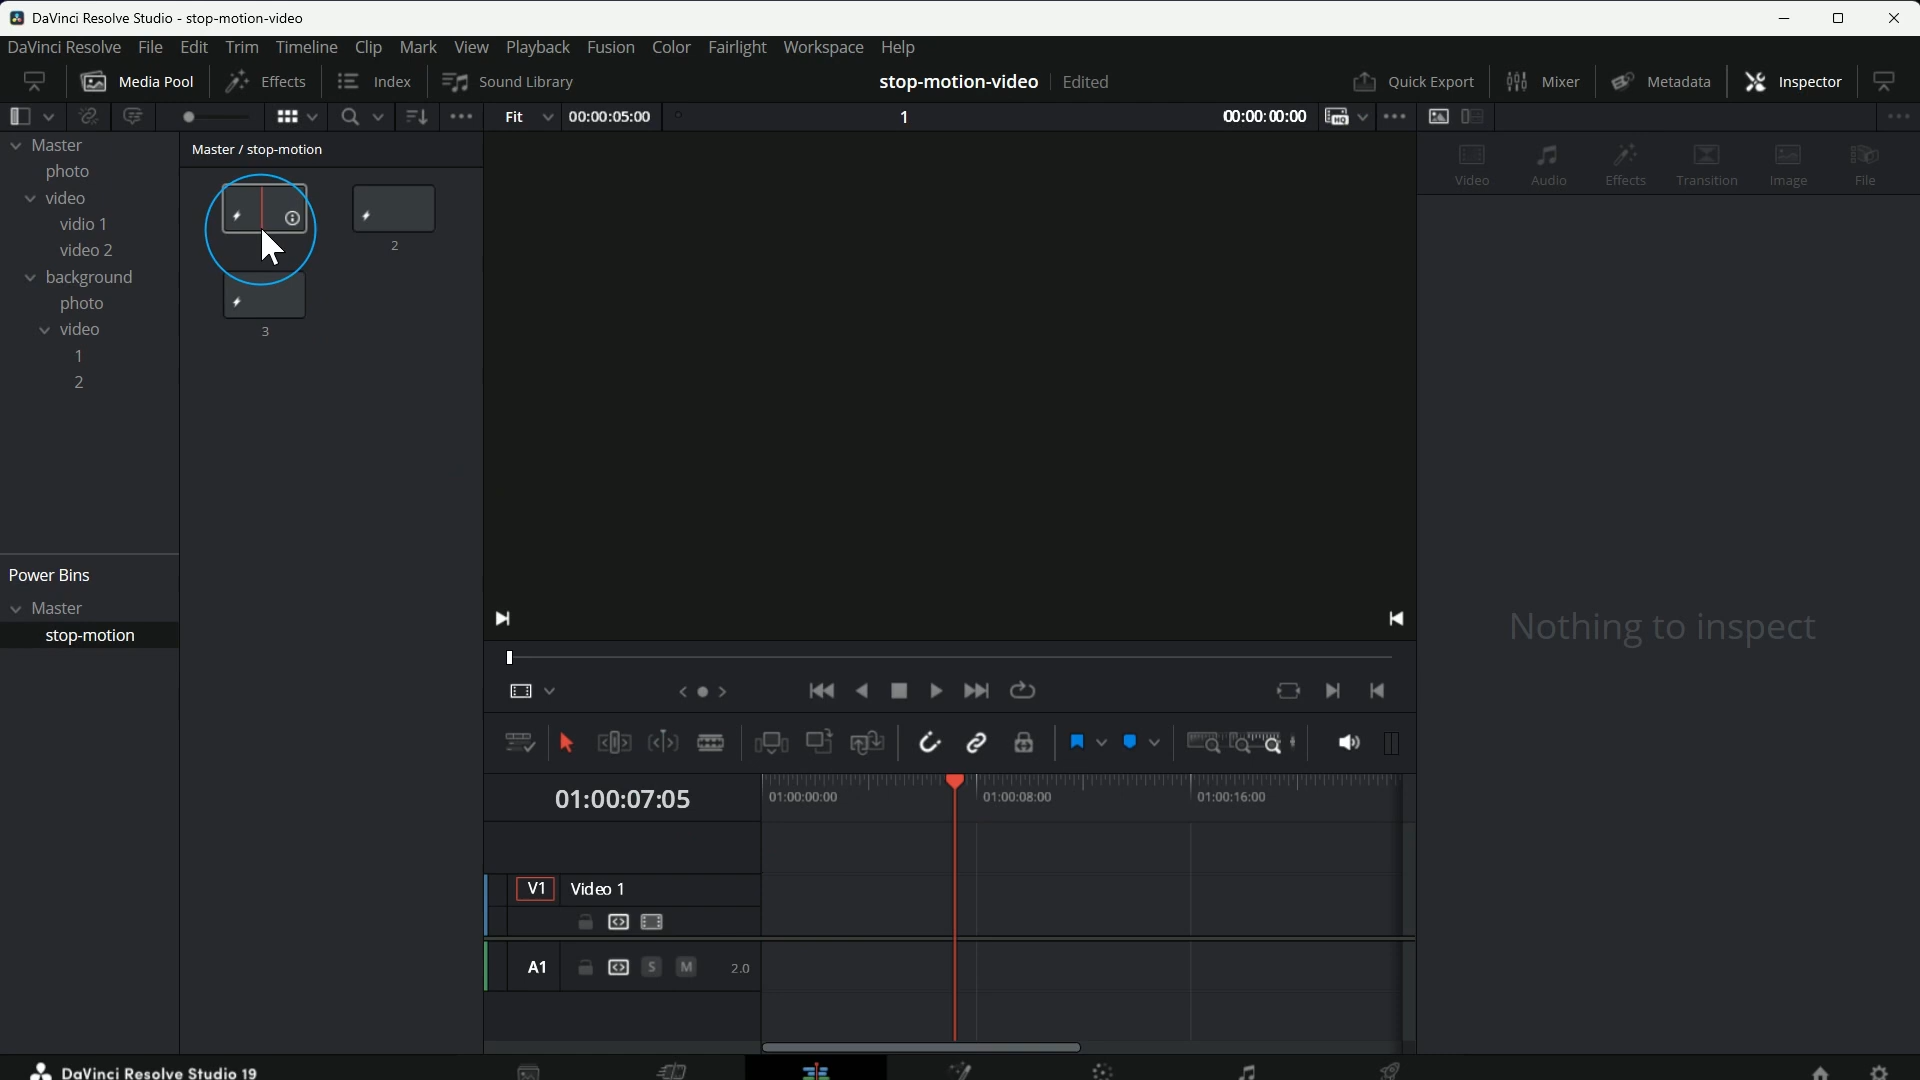 DaVinci Resolve Studio - stop-motion-video
DaVinci Resolve File Edit Trim Timeline Clip Mark View Playback Fusion Color Fairlight Workspace Help
Media Pool Effects Index Sound Library stop-motion-video Edited Quick Export Mixer Metadata Inspector
Fit 00:00:05:00 1 00:00:00:00
Master / stop-motion
Master
photo
video
vidio 1
video 2
background
photo
video
1
2
2
3
Power Bins
Master
stop-motion
Video Audio Effects Transition Image File
Nothing to inspect
01:00:07:05
01:00:00:00 01:00:08:00 01:00:16:00
V1 Video 1
A1 S M 2.0
DaVinci Resolve Studio 19